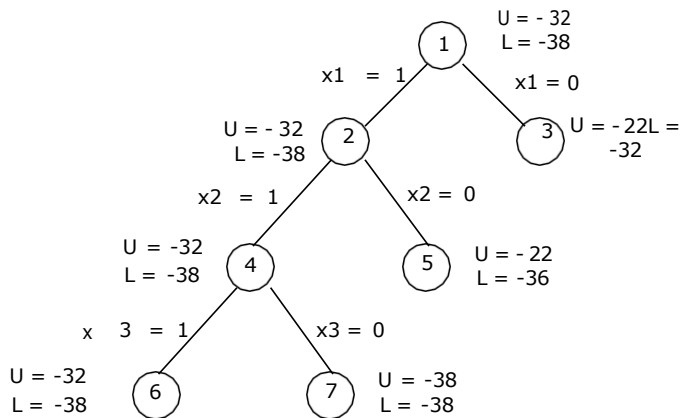 U = - 32
L = -38
1
x1 = 1
x1 = 0
U = - 32
L = -38
2
3
U = - 22L =
-32
x2 = 1
x2 = 0
U = -32
L = -38
4
5
U = - 22
L = -36
x 3 = 1
x3 = 0
U = -32
L = -38
6
7
U = -38
L = -38